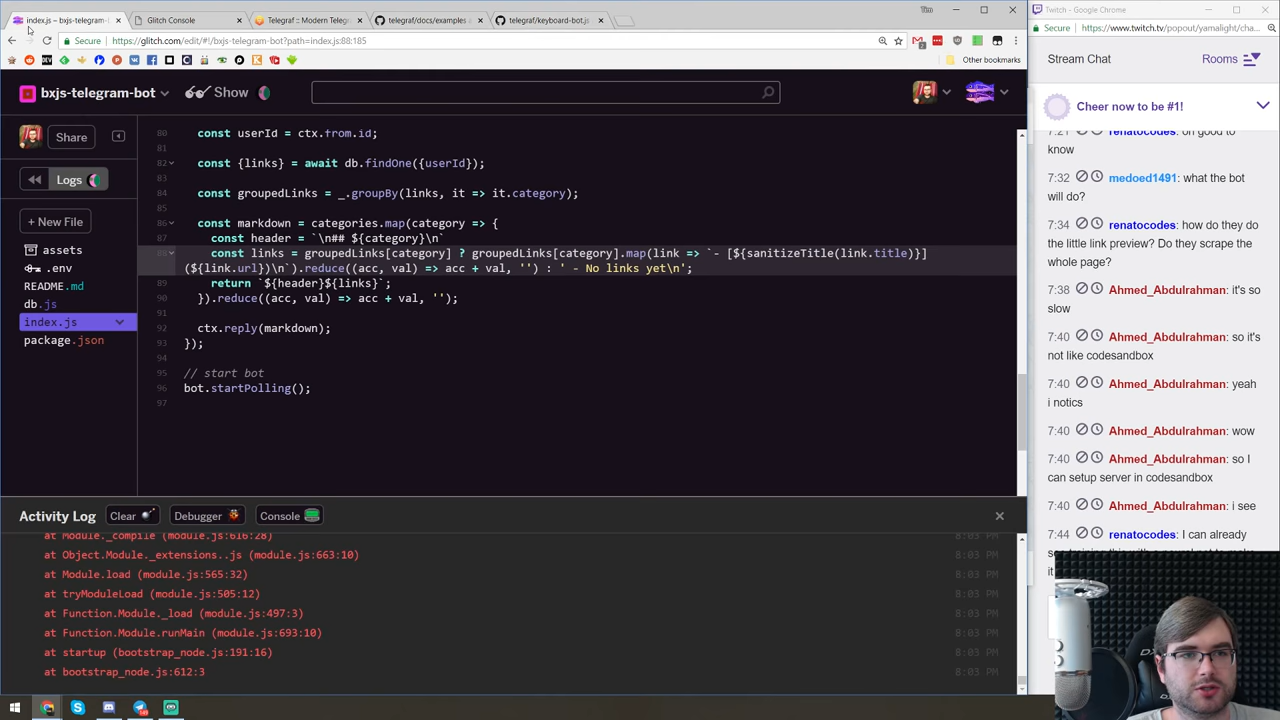 index.js ~ bxjs-telegram-
Glitch Console
Telegraf :: Modern Telegra
telegraf/docs/examples a
telegraf/keyboard-bot.js
Tim
Secure
https://glitch.com/edit/#!/bxjs-telegram-bot?path=index.js:88:185
Other bookmarks
bxjs-telegram-bot
Show
Share
Logs
+ New File
assets
.env
README.md
db.js
index.js
package.json
80 const userId = ctx.from.id;
81
82 const {links} = await db.findOne({userId});
83
84 const groupedLinks = _.groupBy(links, it => it.category);
85
86 const markdown = categories.map(category => {
87 const header = `\n## ${category}\n`
88 const links = groupedLinks[category] ? groupedLinks[category].map(link => `- [${sanitizeTitle(link.title)}]
(${link.url})\n`).reduce((acc, val) => acc + val, '') : ' - No links yet\n';
89 return `${header}${links}`;
90 }).reduce((acc, val) => acc + val, '');
91
92 ctx.reply(markdown);
93 });
94
95 // start bot
96 bot.startPolling();
97
Activity Log
Clear
Debugger
Console
at Module._compile (module.js:616:28)
at Object.Module._extensions..js (module.js:663:10)
8:03 PM
at Module.load (module.js:565:32)
8:03 PM
at tryModuleLoad (module.js:505:12)
8:03 PM
at Function.Module._load (module.js:497:3)
8:03 PM
at Function.Module.runMain (module.js:693:10)
8:03 PM
at startup (bootstrap_node.js:191:16)
8:03 PM
at bootstrap_node.js:612:3
8:03 PM
Twitch - Google Chrome
Secure
https://www.twitch.tv/popout/yamalight/cha...
Stream Chat
Rooms
Cheer now to be #1!
7:21 renatocodes: oh good to
know
7:32 medoed1491: what the bot
will do?
7:34 renatocodes: how do they do
the little link preview? Do they scrape the
whole page?
7:38 Ahmed_Abdulrahman: it's so
slow
7:40 Ahmed_Abdulrahman: so it's
not like codesandbox
7:40 Ahmed_Abdulrahman: yeah
i notics
7:40 Ahmed_Abdulrahman: wow
7:40 Ahmed_Abdulrahman: so I
can setup server in codesandbox
7:40 Ahmed_Abdulrahman: i see
7:44 renatocodes: I can already